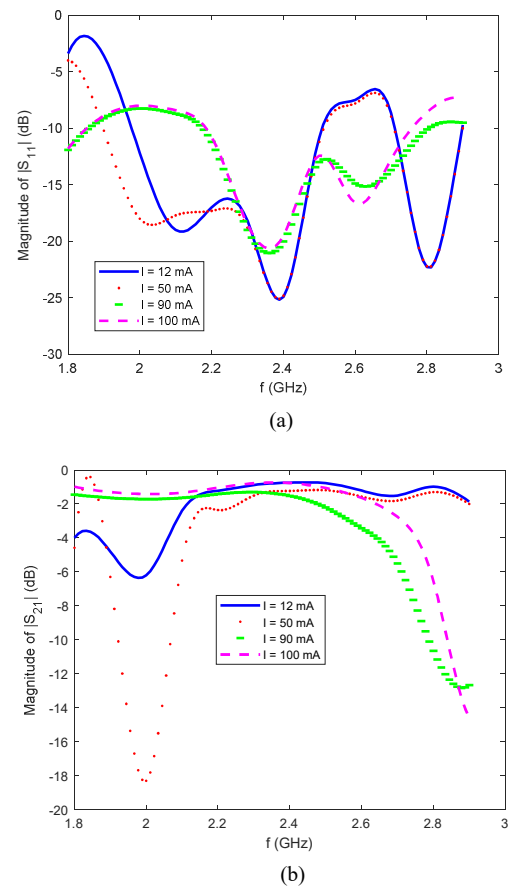 0
-5
-10
-15
-20
-25
-30
Magnitude of |S11| (dB)
I = 12 mA
I = 50 mA
I = 90 mA
I = 100 mA
1.8 2 2.2 2.4 2.6 2.8 3
f (GHz)
(a)
0
-2
-4
-6
-8
-10
-12
-14
-16
-18
-20
Magnitude of |S21| (dB)
I = 12 mA
I = 50 mA
I = 90 mA
I = 100 mA
1.8 2 2.2 2.4 2.6 2.8 3
f (GHz)
(b)